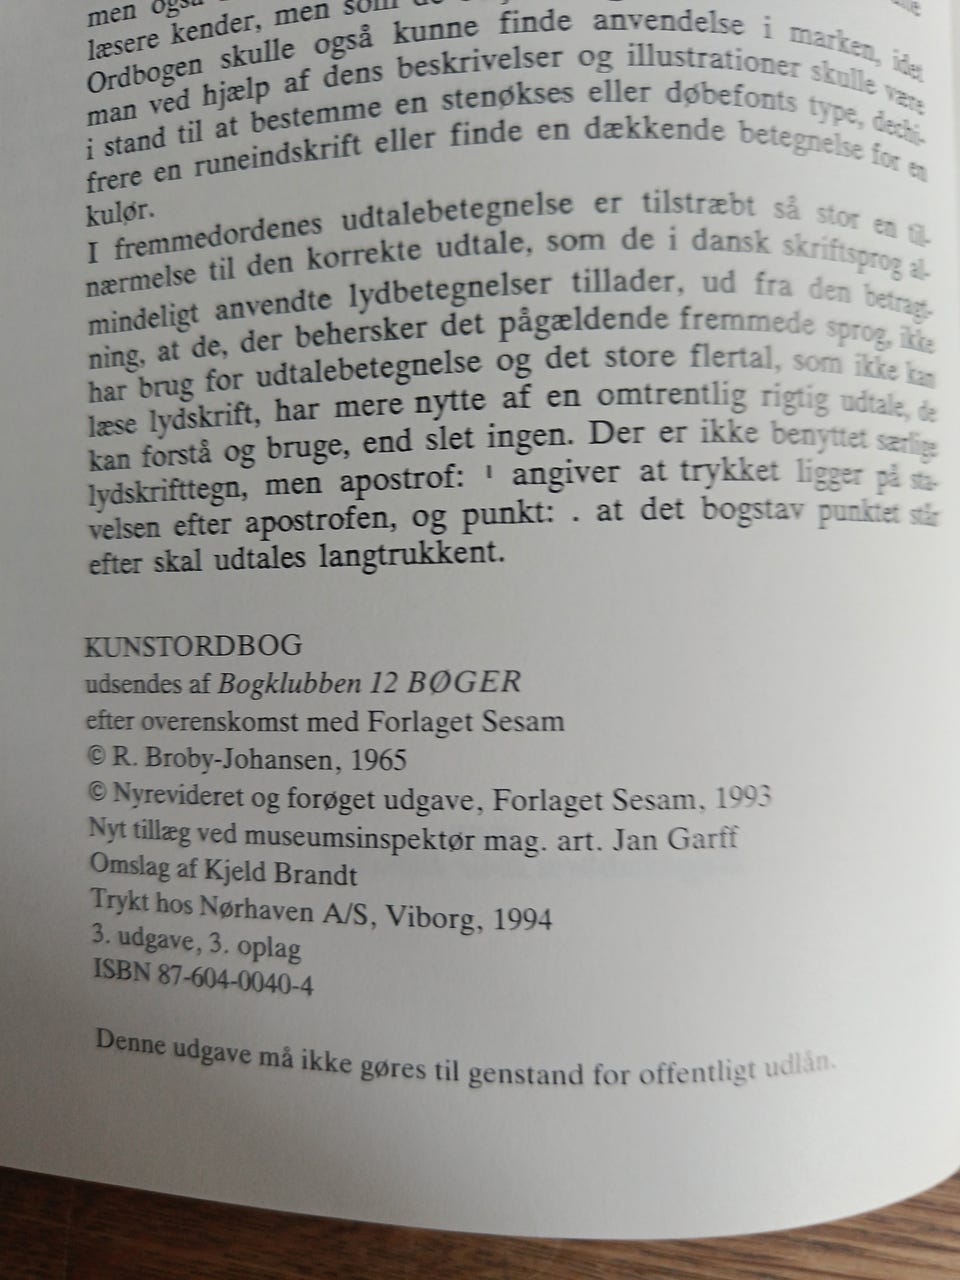 men også
læsere kender, men som
Ordbogen skulle også kunne finde anvendelse i marken, idet
man ved hjælp af dens beskrivelser og illustrationer skulle være
i stand til at bestemme en stenøkses eller døbefonts type, dechi-
frere en runeindskrift eller finde en dækkende betegnelse for en
kulør.
I fremmedordenes udtalebetegnelse er tilstræbt så stor en til-
nærmelse til den korrekte udtale, som de i dansk skriftsprog al-
mindeligt anvendte lydbetegnelser tillader, ud fra den betragt-
ning, at de, der behersker det pågældende fremmede sprog, ikke
har brug for udtalebetegnelse og det store flertal, som ikke kan
læse lydskrift, har mere nytte af en omtrentlig rigtig udtale, de
kan forstå og bruge, end slet ingen. Der er ikke benyttet særlige
lydskrifttegn, men apostrof: ˈ angiver at trykket ligger på sta-
velsen efter apostrofen, og punkt: . at det bogstav punktet står
efter skal udtales langtrukkent.
KUNSTORDBOG
udsendes af Bogklubben 12 BØGER
efter overenskomst med Forlaget Sesam
© R. Broby-Johansen, 1965
© Nyrevideret og forøget udgave, Forlaget Sesam, 1993
Nyt tillæg ved museumsinspektør mag. art. Jan Garff
Omslag af Kjeld Brandt
Trykt hos Nørhaven A/S, Viborg, 1994
3. udgave, 3. oplag
ISBN 87-604-0040-4
Denne udgave må ikke gøres til genstand for offentligt udlån.